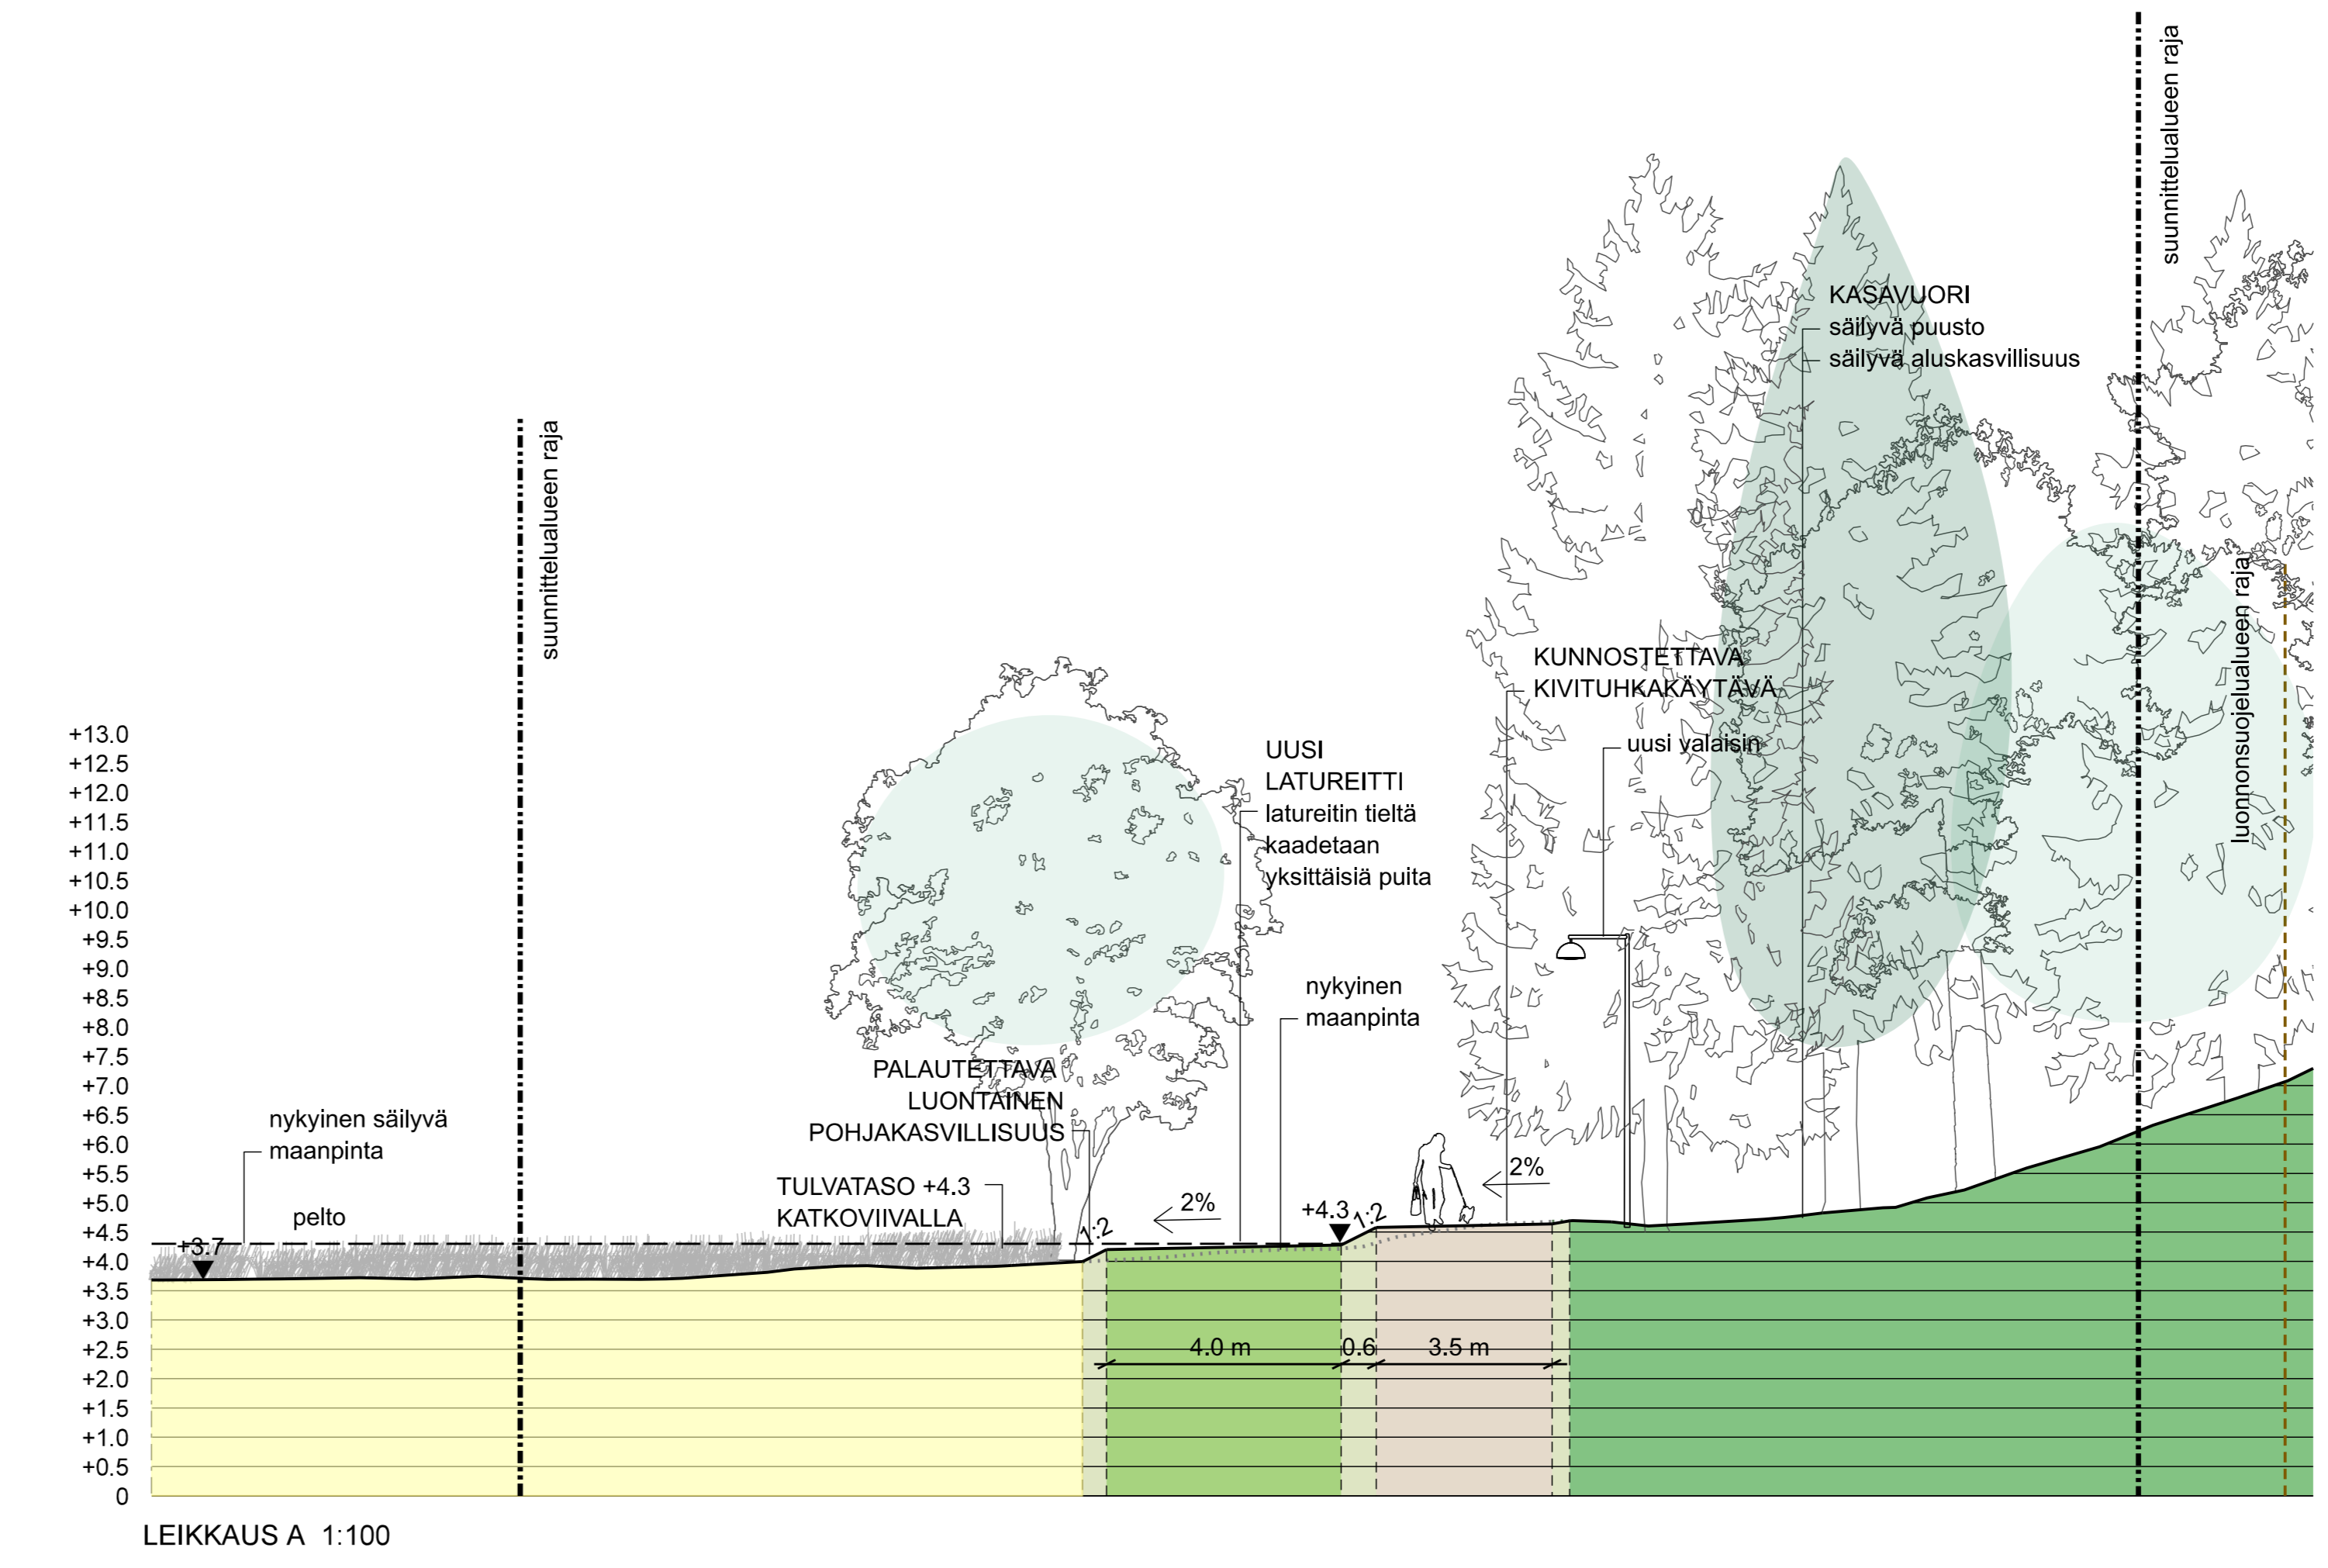 suunnittelualueen raja
suunnittelualueen raja
KASAVUORI
säilyvä puusto
säilyvä aluskasvillisuus
luonnonsuojelualueen raja
KUNNOSTETTAVA
KIVITUHKAKÄYTÄVÄ
uusi valaisin
UUSI
LATUREITTI
latureitin tieltä
kaadetaan
yksittäisiä puita
nykyinen
maanpinta
PALAUTETTAVA
LUONTAINEN
POHJAKASVILLISUUS
TULVATASO +4.3
KATKOVIIVALLA
nykyinen säilyvä
maanpinta
pelto
+3.7
1:2
2%
+4.3
1:2
2%
4.0 m
0.6
3.5 m
+13.0
+12.5
+12.0
+11.5
+11.0
+10.5
+10.0
+9.5
+9.0
+8.5
+8.0
+7.5
+7.0
+6.5
+6.0
+5.5
+5.0
+4.5
+4.0
+3.5
+3.0
+2.5
+2.0
+1.5
+1.0
+0.5
0
LEIKKAUS A 1:100